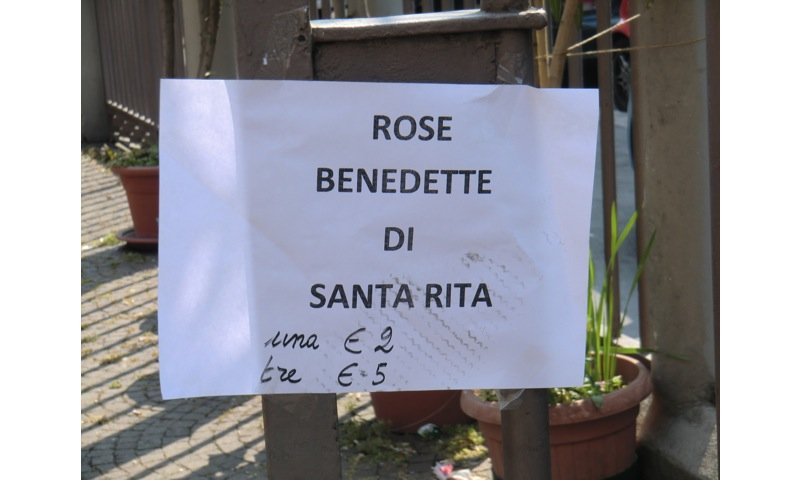 ROSE
BENEDETTE
DI
SANTA RITA
una € 2
tre € 5